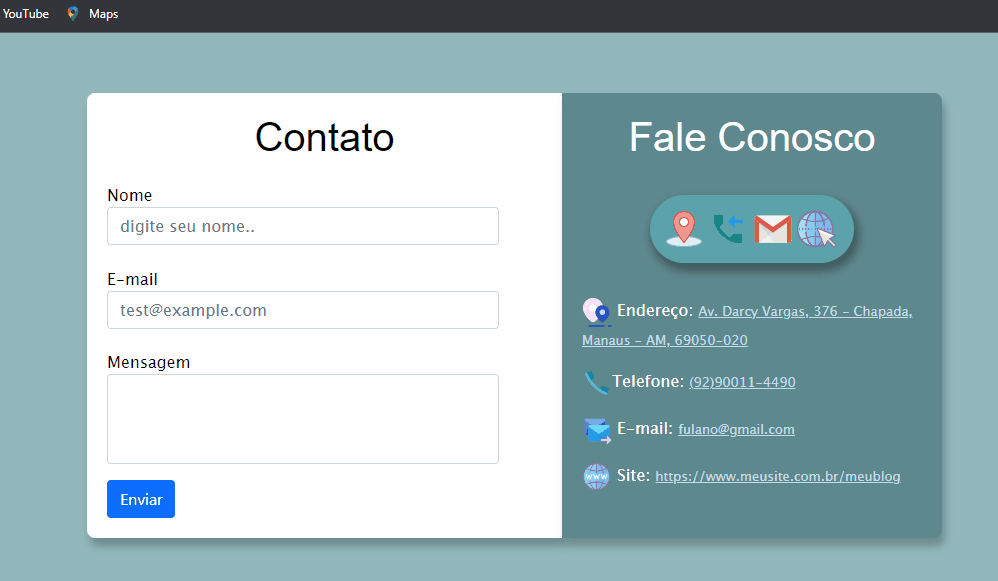 YouTube Maps
Contato
Nome
digite seu nome..
E-mail
test@example.com
Mensagem
Enviar
Fale Conosco
Endereço: Av. Darcy Vargas, 376 - Chapada,
Manaus - AM, 69050-020
Telefone: (92)90011-4490
E-mail: fulano@gmail.com
www Site: https://www.meusite.com.br/meublog